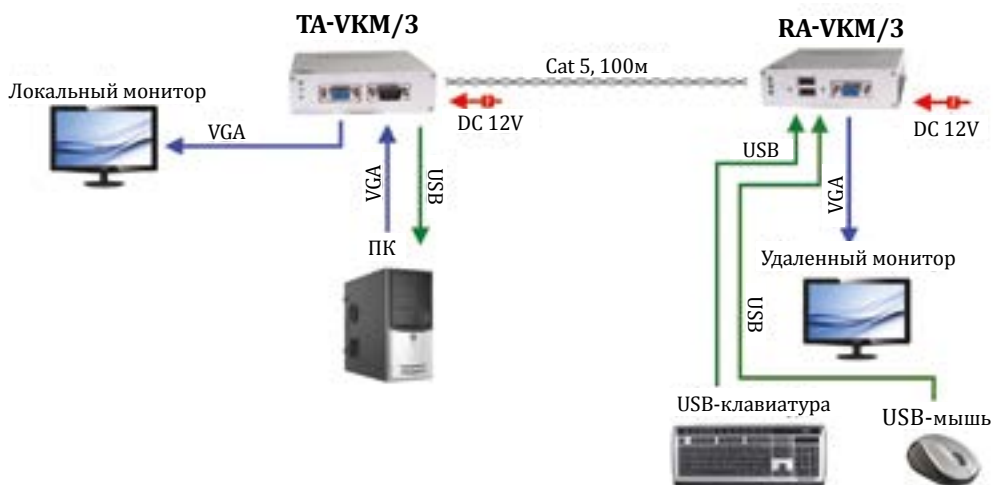 TA-VKM/3
RA-VKM/3
Локальный монитор
Cat 5, 100м
VGA
DC 12V
DC 12V
VGA
USB
USB
VGA
ПК
Удаленный монитор
USB
USB-клавиатура
USB-мышь